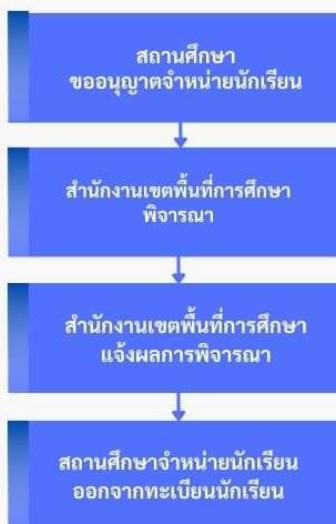 สถานศึกษา
ขออนุญาตจำหน่ายนักเรียน
สำนักงานเขตพื้นที่การศึกษา
พิจารณา
สำนักงานเขตพื้นที่การศึกษา
แจ้งผลการพิจารณา
สถานศึกษาจำหน่ายนักเรียน
ออกจากทะเบียนนักเรียน